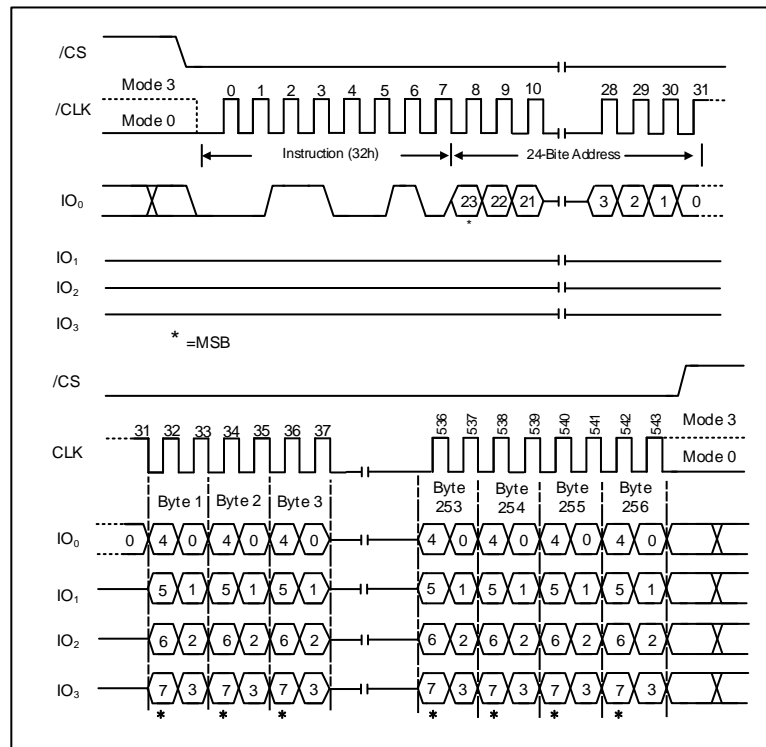 /CS
Mode 3
0 1 2 3 4 5 6 7 8 9 10 28 29 30 31
/CLK
Mode 0
Instruction (32h) 24-Bite Address
IO₀ 23 22 21 3 2 1 0
*
IO₁
IO₂
IO₃
* =MSB
/CS
31 32 33 34 35 36 37 536 537 538 539 540 541 542 543 Mode 3
CLK
Mode 0
Byte 1 Byte 2 Byte 3 Byte 253 Byte 254 Byte 255 Byte 256
IO₀ 0 4 0 4 0 4 0 4 0 4 0 4 0 4 0
IO₁ 5 1 5 1 5 1 5 1 5 1 5 1 5 1
IO₂ 6 2 6 2 6 2 6 2 6 2 6 2 6 2
IO₃ 7 3 7 3 7 3 7 3 7 3 7 3 7 3
* * * * * * *